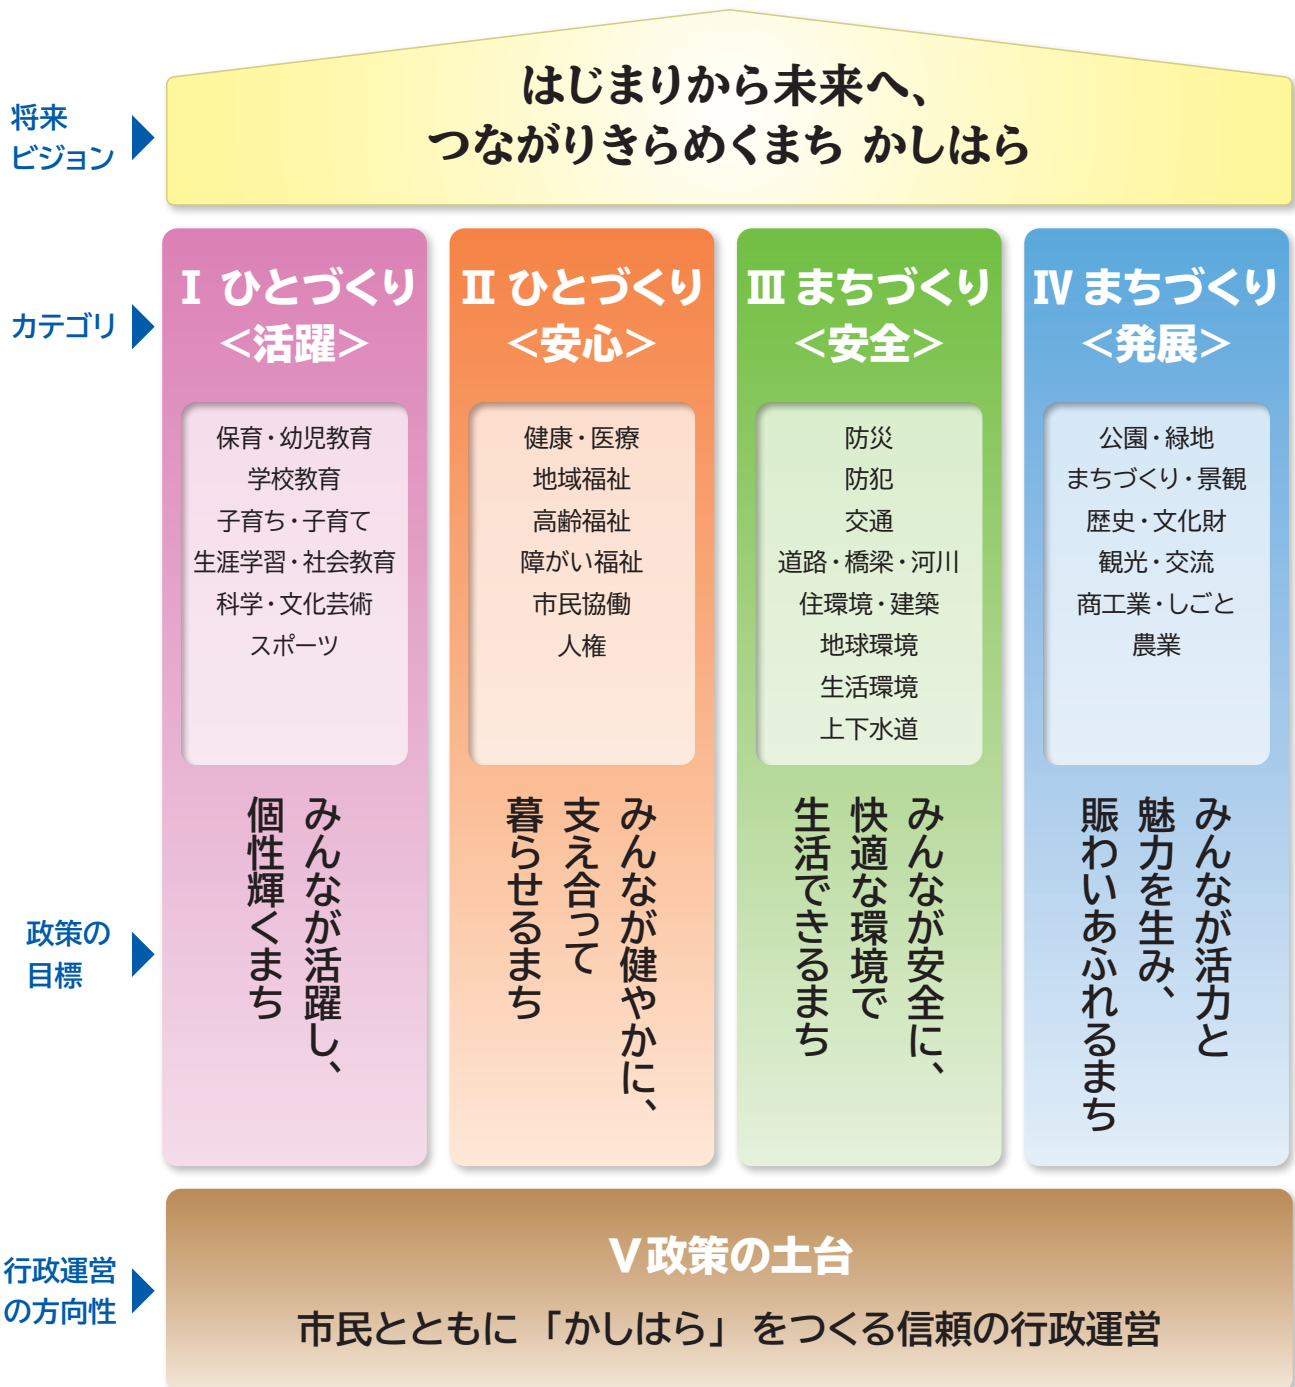 将来
ビジョン
はじまりから未来へ、
つながりきらめくまち かしはら
カテゴリ
Ⅰ ひとづくり
＜活躍＞
保育・幼児教育
学校教育
子育ち・子育て
生涯学習・社会教育
科学・文化芸術
スポーツ
Ⅱ ひとづくり
＜安心＞
健康・医療
地域福祉
高齢福祉
障がい福祉
市民協働
人権
Ⅲ まちづくり
＜安全＞
防災
防犯
交通
道路・橋梁・河川
住環境・建築
地球環境
生活環境
上下水道
Ⅳ まちづくり
＜発展＞
公園・緑地
まちづくり・景観
歴史・文化財
観光・交流
商工業・しごと
農業
政策の
目標
みんなが活躍し、
個性輝くまち
みんなが健やかに、
支え合って
暮らせるまち
みんなが安全に、
快適な環境で
生活できるまち
みんなが活力と
魅力を生み、
賑わいあふれるまち
行政運営
の方向性
Ⅴ 政策の土台
市民とともに「かしはら」をつくる信頼の行政運営